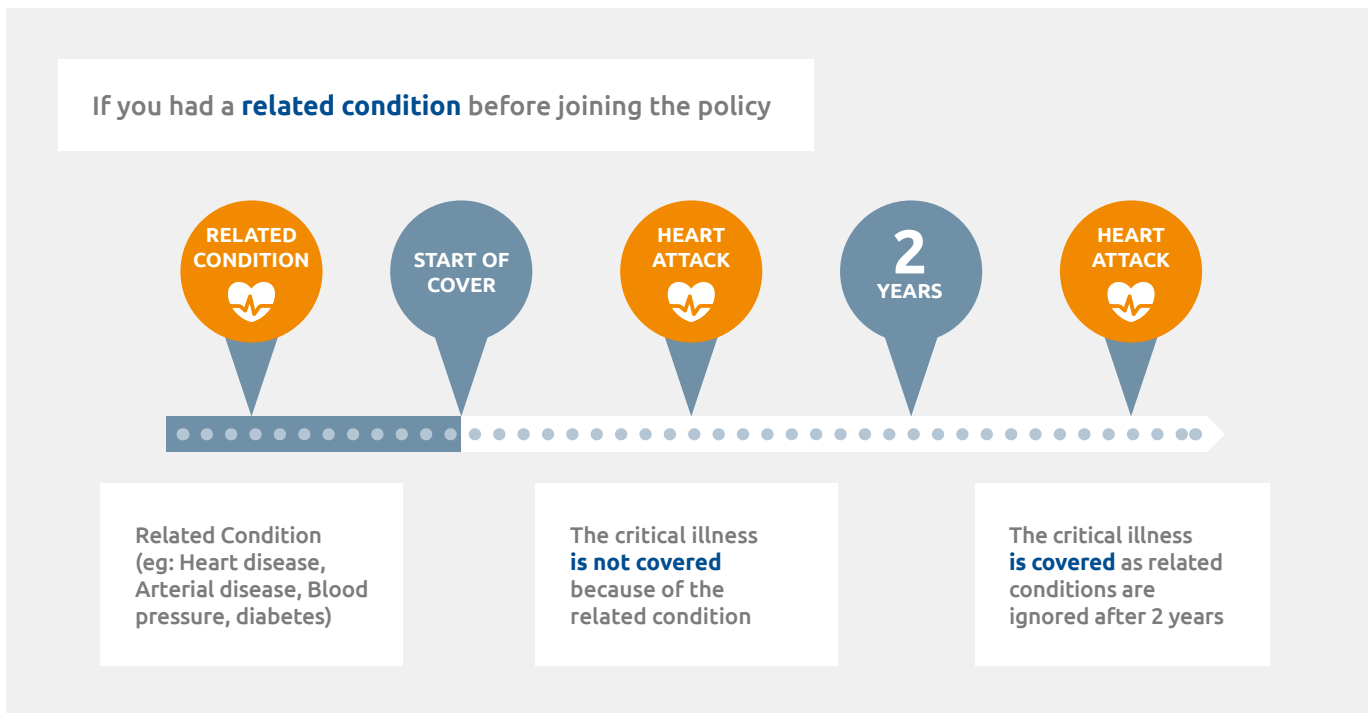 If you had a related condition before joining the policy
RELATED
CONDITION
START OF
COVER
HEART
ATTACK
2
YEARS
HEART
ATTACK
Related Condition
(eg: Heart disease,
Arterial disease, Blood
pressure, diabetes)
The critical illness
is not covered
because of the
related condition
The critical illness
is covered as related
conditions are
ignored after 2 years